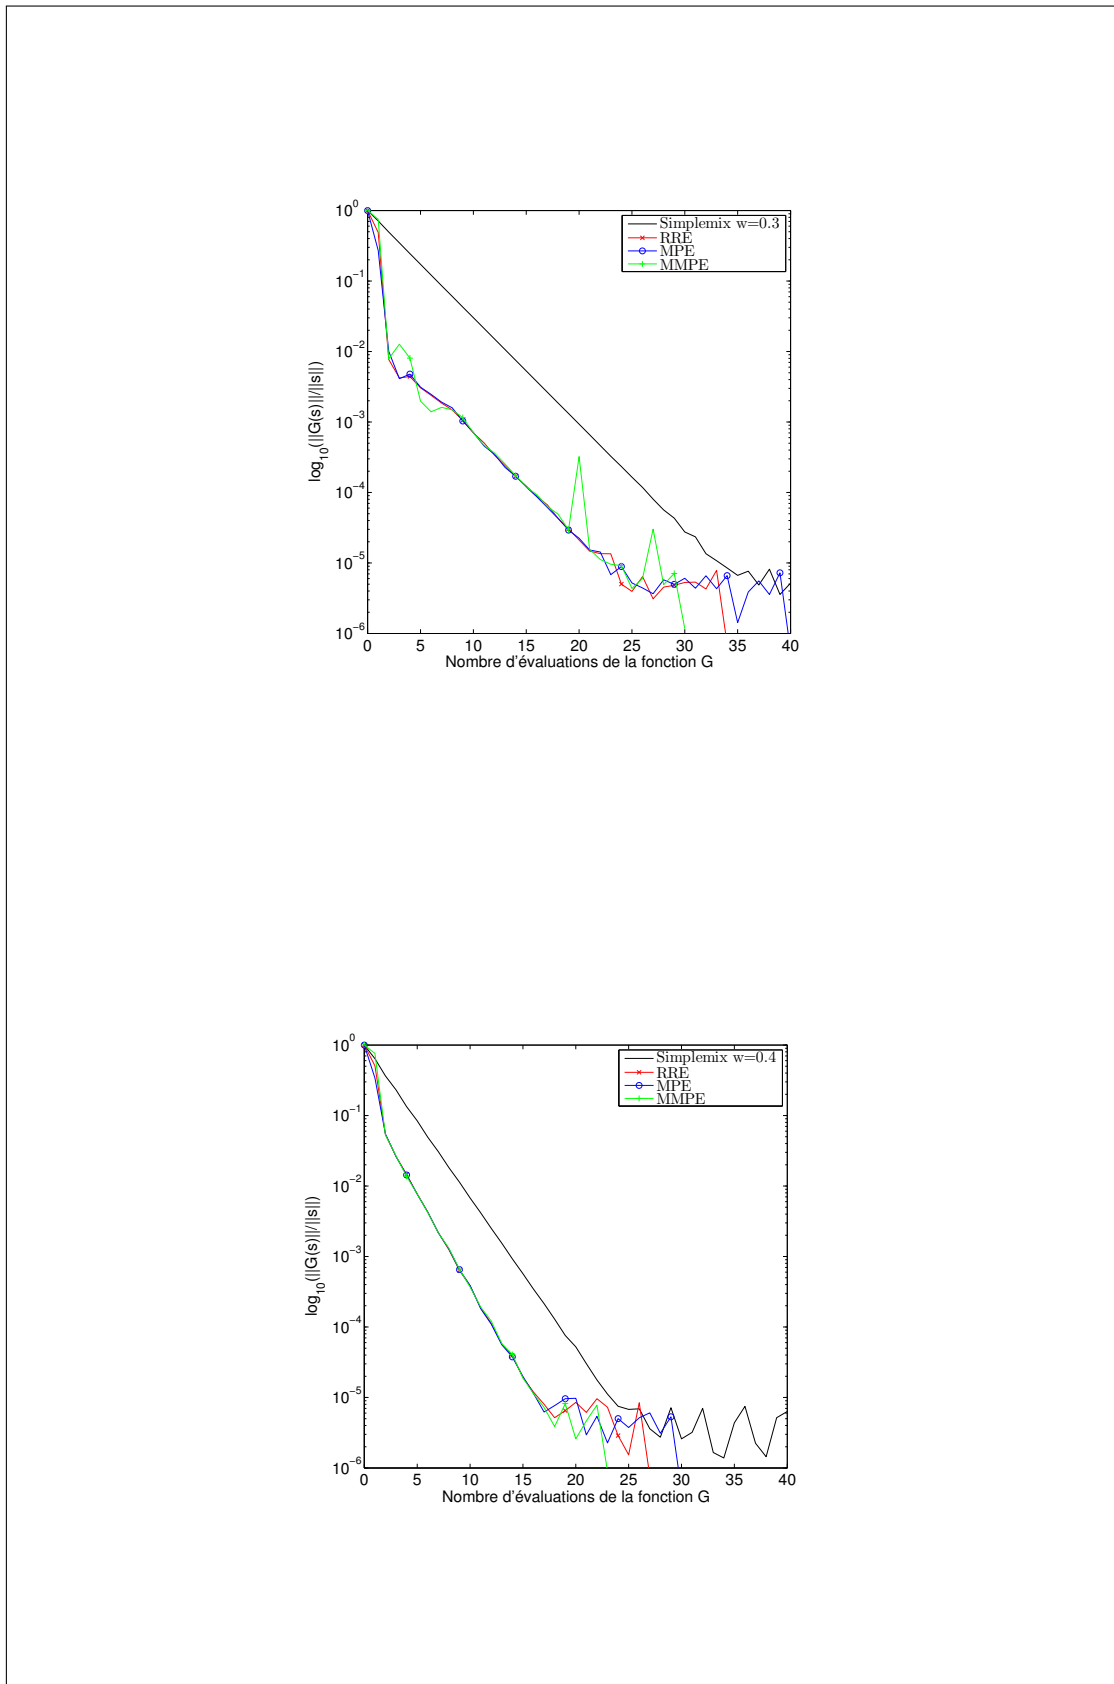 10^0
10^-1
10^-2
10^-3
10^-4
10^-5
10^-6
log_10(||G(s)||/||s||)
Simplemix w=0.3
RRE
MPE
MMPE
0 5 10 15 20 25 30 35 40
Nombre d'évaluations de la fonction G
10^0
10^-1
10^-2
10^-3
10^-4
10^-5
10^-6
log_10(||G(s)||/||s||)
Simplemix w=0.4
RRE
MPE
MMPE
0 5 10 15 20 25 30 35 40
Nombre d'évaluations de la fonction G